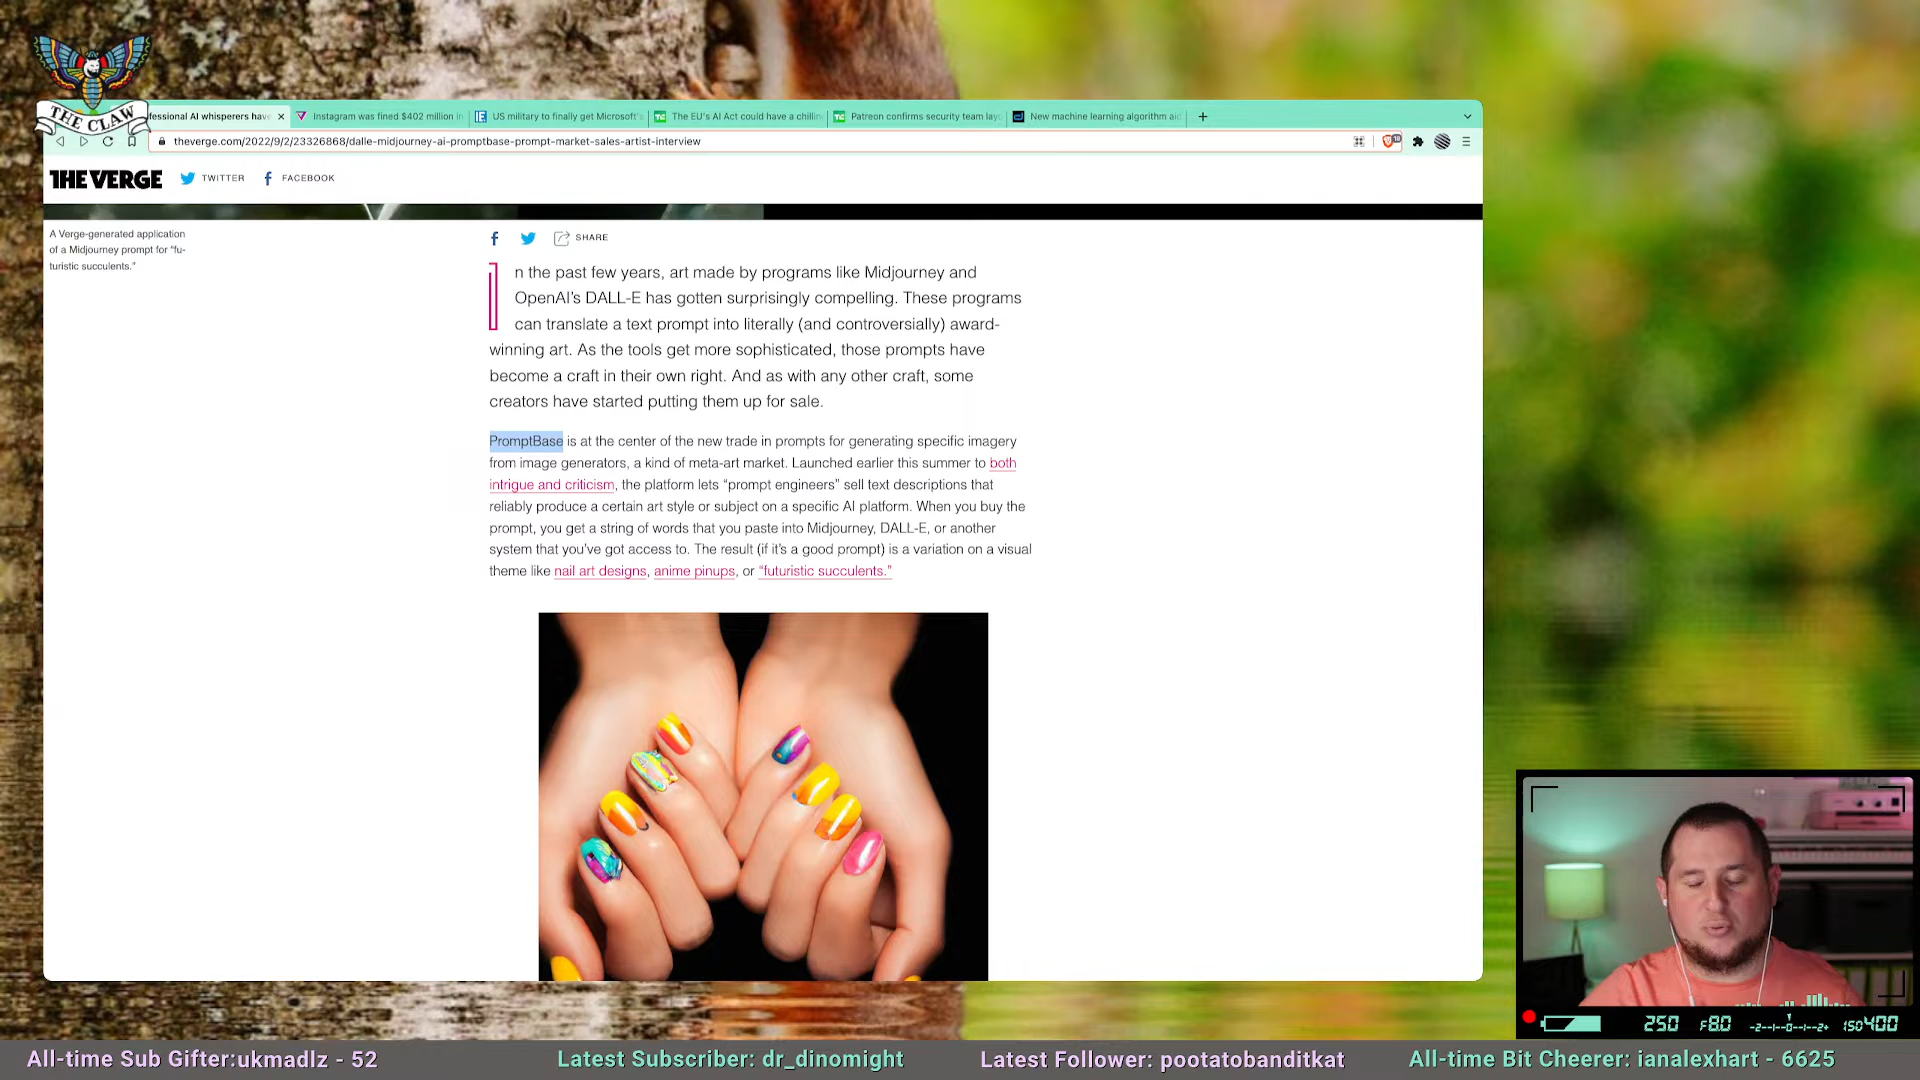 THE CLAW
fessional AI whisperers have
Instagram was fined $402 million in
US military to finally get Microsoft's
The EU's AI Act could have a chillin
Patreon confirms security team layo
New machine learning algorithm aid
theverge.com/2022/9/2/23326868/dalle-midjourney-ai-promptbase-prompt-market-sales-artist-interview
THE VERGE
TWITTER
FACEBOOK
A Verge-generated application
of a Midjourney prompt for “fu-
turistic succulents.”
SHARE
In the past few years, art made by programs like Midjourney and
OpenAI’s DALL-E has gotten surprisingly compelling. These programs
can translate a text prompt into literally (and controversially) award-
winning art. As the tools get more sophisticated, those prompts have
become a craft in their own right. And as with any other craft, some
creators have started putting them up for sale.
PromptBase is at the center of the new trade in prompts for generating specific imagery
from image generators, a kind of meta-art market. Launched earlier this summer to both
intrigue and criticism, the platform lets “prompt engineers” sell text descriptions that
reliably produce a certain art style or subject on a specific AI platform. When you buy the
prompt, you get a string of words that you paste into Midjourney, DALL-E, or another
system that you’ve got access to. The result (if it’s a good prompt) is a variation on a visual
theme like nail art designs, anime pinups, or “futuristic succulents.”
250 F8.0 -2--1--0--1--2+ ISO400
All-time Sub Gifter:ukmadlz - 52
Latest Subscriber: dr_dinomight
Latest Follower: pootatobanditkat
All-time Bit Cheerer: ianalexhart - 6625